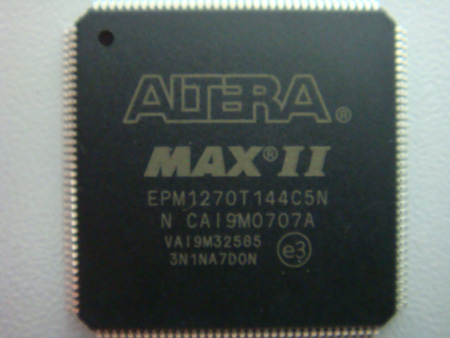 ALTERA®
MAX® II
EPM1270T144C5N
N CAI9M0707A
VAI9M32585
3N1NA7D0N e3